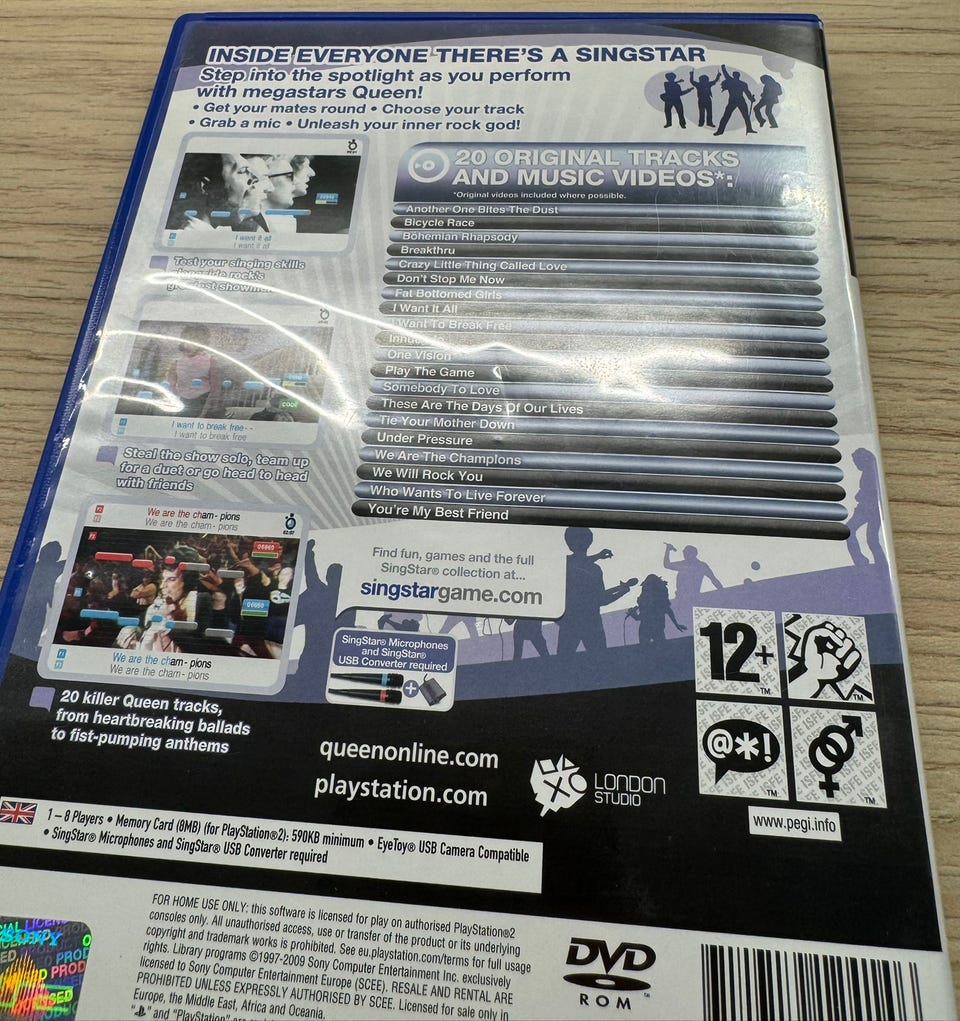 INSIDE EVERYONE THERE'S A SINGSTAR
Step into the spotlight as you perform
with megastars Queen!
• Get your mates round • Choose your track
• Grab a mic • Unleash your inner rock god!
I want it all
I want it all
Test your singing skills
alongside rock's
greatest showman
I want to break free--
I want to break free
COOL
Steal the show solo, team up
for a duet or go head to head
with friends
We are the cham- pions
We are the cham- pions
We are the cham- pions
We are the cham- pions
20 killer Queen tracks,
from heartbreaking ballads
to fist-pumping anthems
20 ORIGINAL TRACKS
AND MUSIC VIDEOS*:
*Original videos included where possible.
Another One Bites The Dust
Bicycle Race
Bohemian Rhapsody
Breakthru
Crazy Little Thing Called Love
Don't Stop Me Now
Fat Bottomed Girls
I Want It All
I Want To Break Free
Innuendo
One Vision
Play The Game
Somebody To Love
These Are The Days Of Our Lives
Tie Your Mother Down
Under Pressure
We Are The Champions
We Will Rock You
Who Wants To Live Forever
You're My Best Friend
Find fun, games and the full
SingStar® collection at...
singstargame.com
SingStar® Microphones
and SingStar®
USB Converter required
+
queenonline.com
playstation.com
LONDON
STUDIO
12+
@*!
ISFE
TM
www.pegi.info
1 – 8 Players • Memory Card (8MB) (for PlayStation®2): 590KB minimum • EyeToy® USB Camera Compatible
• SingStar® Microphones and SingStar® USB Converter required
SONY
FOR HOME USE ONLY: this software is licensed for play on authorised PlayStation®2
consoles only. All unauthorised access, use or transfer of the product or its underlying
copyright and trademark works is prohibited. See eu.playstation.com/terms for full usage
rights. Library programs ©1997-2009 Sony Computer Entertainment Inc. exclusively
licensed to Sony Computer Entertainment Europe (SCEE). RESALE AND RENTAL ARE
PROHIBITED UNLESS EXPRESSLY AUTHORISED BY SCEE. Licensed for sale only in
Europe, the Middle East, Africa and Oceania.
DVD
ROM